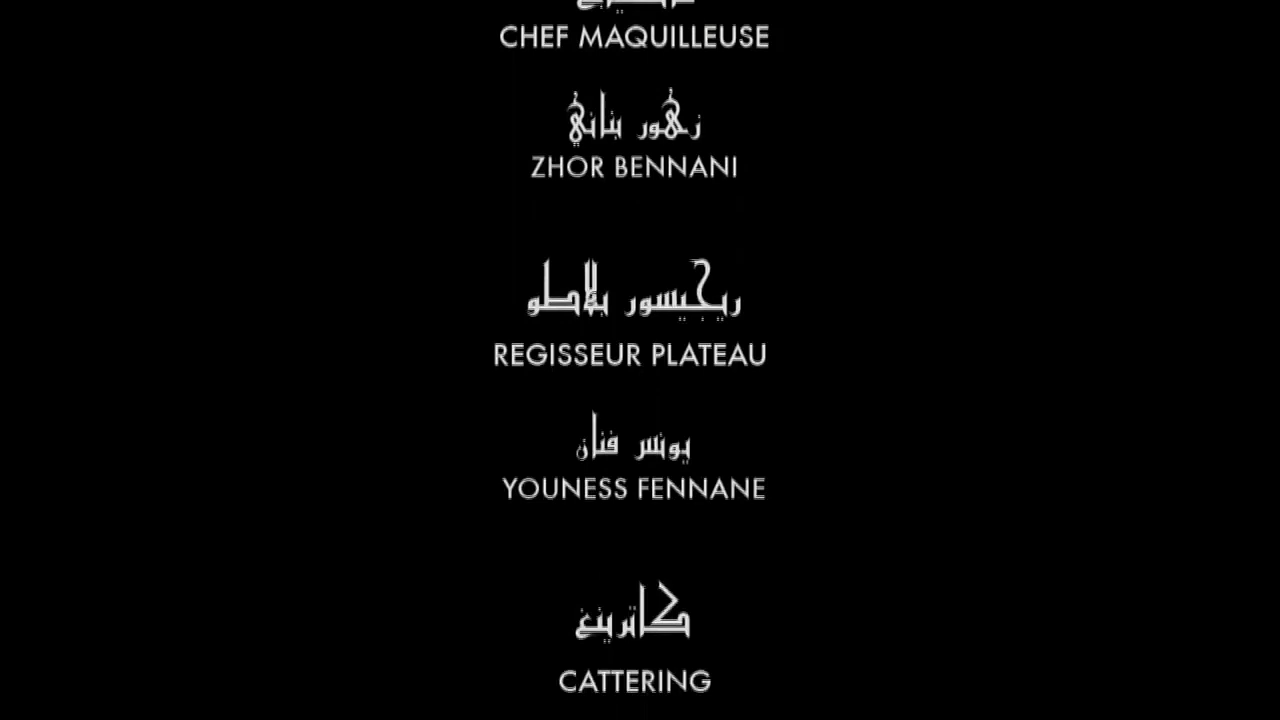 CHEF MAQUILLEUSE
زهور بناني
ZHOR BENNANI
ريجيسور بلاطو
REGISSEUR PLATEAU
يونس فنان
YOUNESS FENNANE
كاترينغ
CATTERING